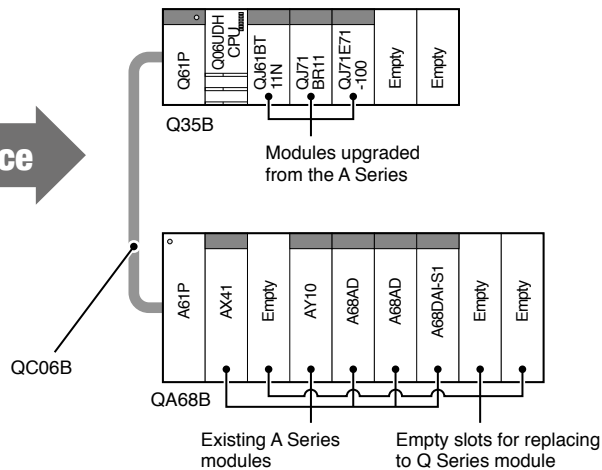 Q61P
Q06UDH
CPU
QJ61BT
11N
QJ71
BR11
QJ71E71
-100
Empty
Empty
Q35B
ce
Modules upgraded
from the A Series
A61P
AX41
Empty
AY10
A68AD
A68AD
A68DAI-S1
Empty
Empty
QC06B
QA68B
Existing A Series
modules
Empty slots for replacing
to Q Series module